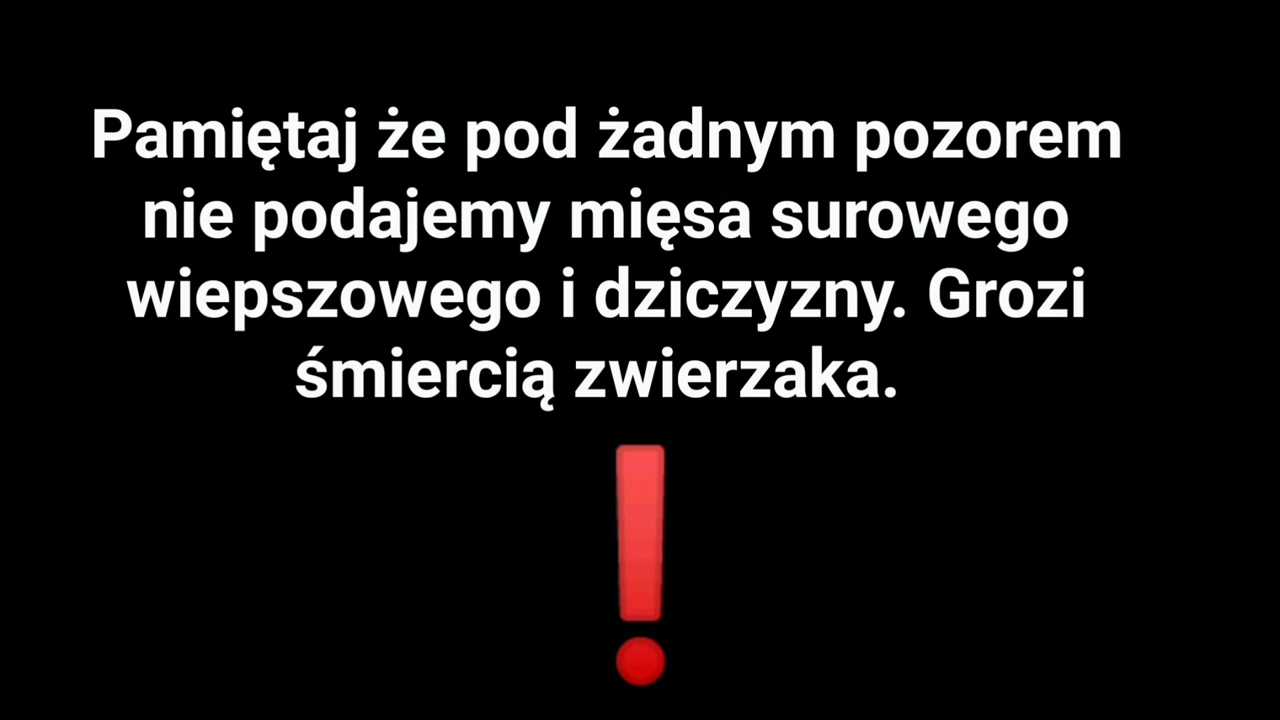 Pamiętaj że pod żadnym pozorem
nie podajemy mięsa surowego
wiepszowego i dziczyzny. Grozi
śmiercią zwierzaka.
❗